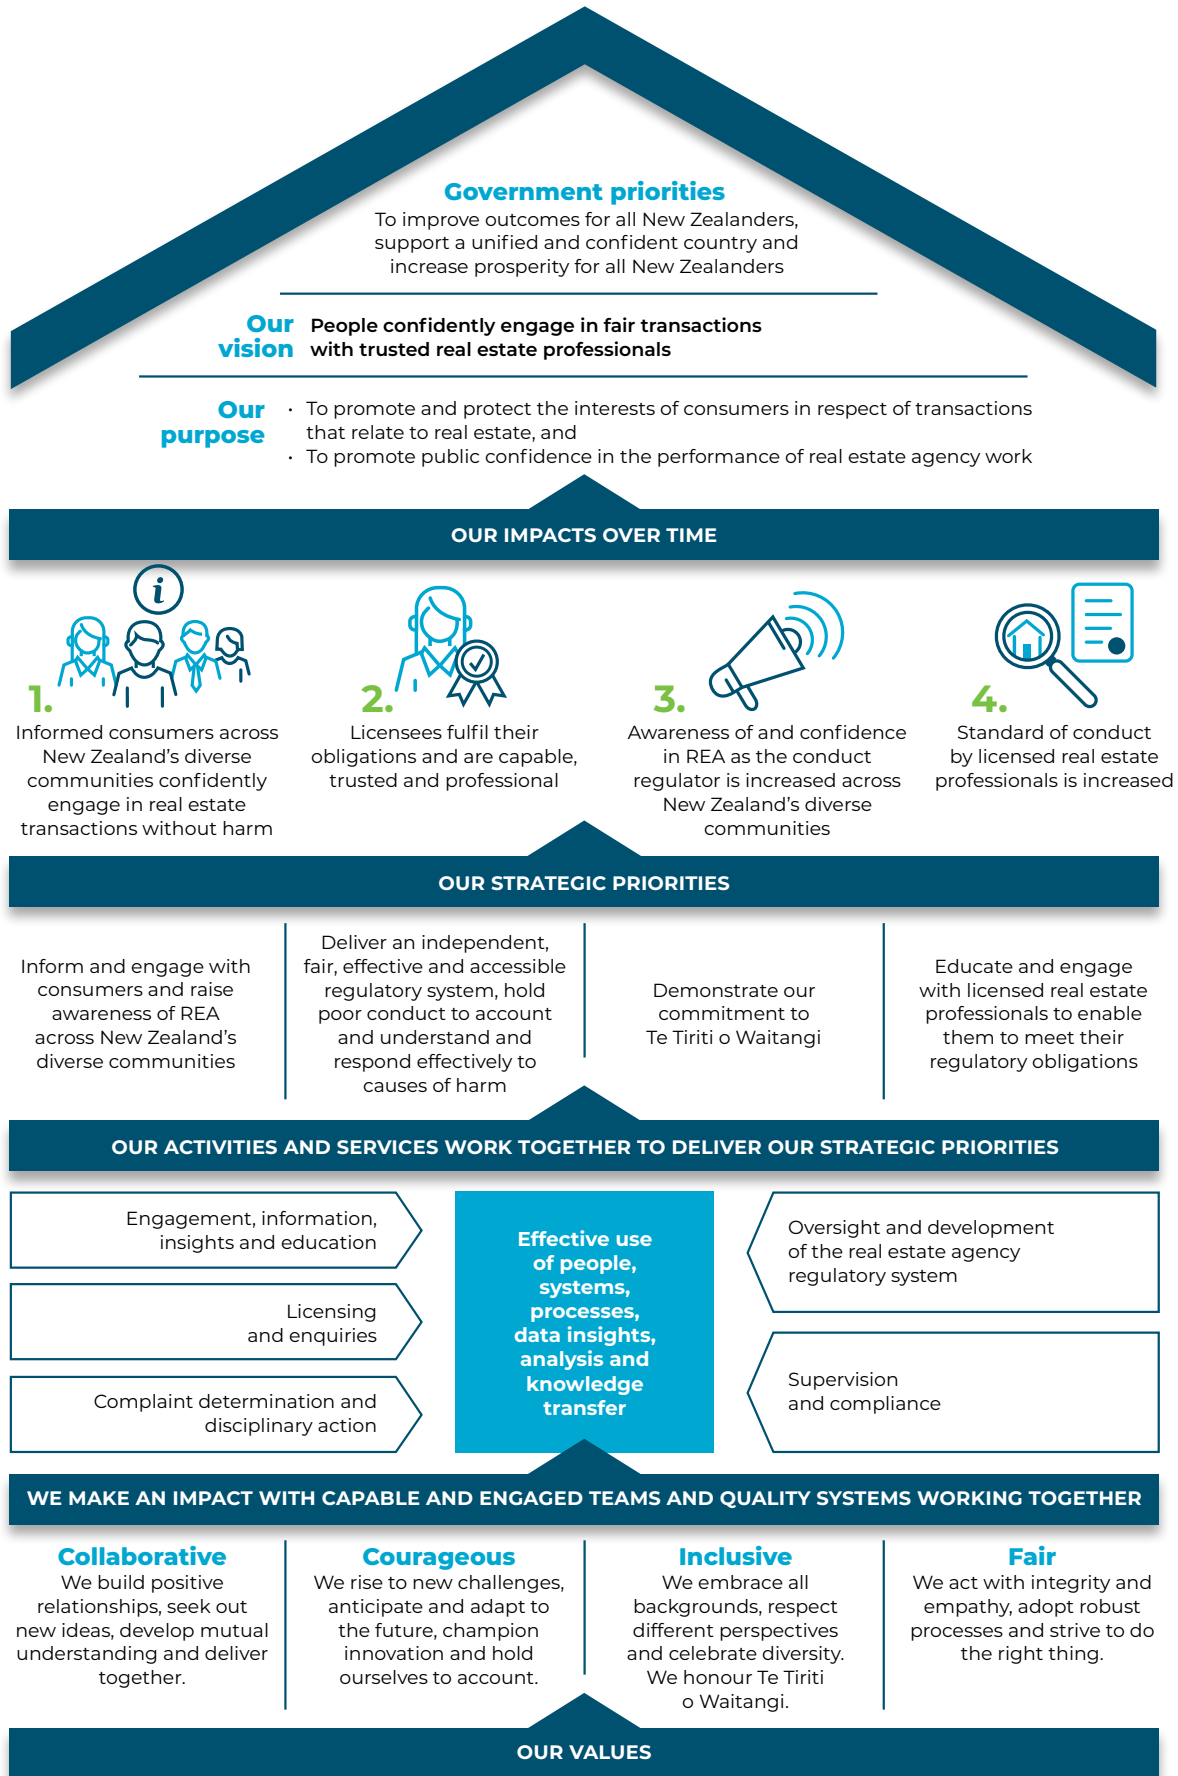 Government priorities
To improve outcomes for all New Zealanders,
support a unified and confident country and
increase prosperity for all New Zealanders
Our
vision
People confidently engage in fair transactions
with trusted real estate professionals
Our
purpose
• To promote and protect the interests of consumers in respect of transactions
that relate to real estate, and
• To promote public confidence in the performance of real estate agency work
OUR IMPACTS OVER TIME
i
1.
Informed consumers across
New Zealand's diverse
communities confidently
engage in real estate
transactions without harm
2.
Licensees fulfil their
obligations and are capable,
trusted and professional
3.
Awareness of and confidence
in REA as the conduct
regulator is increased across
New Zealand's diverse
communities
4.
Standard of conduct
by licensed real estate
professionals is increased
OUR STRATEGIC PRIORITIES
Inform and engage with
consumers and raise
awareness of REA
across New Zealand's
diverse communities
Deliver an independent,
fair, effective and accessible
regulatory system, hold
poor conduct to account
and understand and
respond effectively to
causes of harm
Demonstrate our
commitment to
Te Tiriti o Waitangi
Educate and engage
with licensed real estate
professionals to enable
them to meet their
regulatory obligations
OUR ACTIVITIES AND SERVICES WORK TOGETHER TO DELIVER OUR STRATEGIC PRIORITIES
Engagement, information,
insights and education
Licensing
and enquiries
Complaint determination and
disciplinary action
Effective use
of people,
systems,
processes,
data insights,
analysis and
knowledge
transfer
Oversight and development
of the real estate agency
regulatory system
Supervision
and compliance
WE MAKE AN IMPACT WITH CAPABLE AND ENGAGED TEAMS AND QUALITY SYSTEMS WORKING TOGETHER
Collaborative
We build positive
relationships, seek out
new ideas, develop mutual
understanding and deliver
together.
Courageous
We rise to new challenges,
anticipate and adapt to
the future, champion
innovation and hold
ourselves to account.
Inclusive
We embrace all
backgrounds, respect
different perspectives
and celebrate diversity.
We honour Te Tiriti
o Waitangi.
Fair
We act with integrity and
empathy, adopt robust
processes and strive to do
the right thing.
OUR VALUES